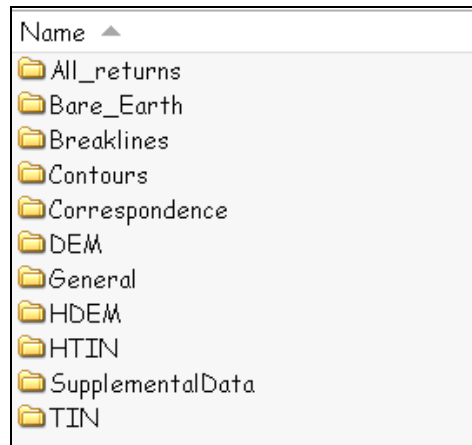 Name
All_returns
Bare_Earth
Breaklines
Contours
Correspondence
DEM
General
HDEM
HTIN
SupplementalData
TIN